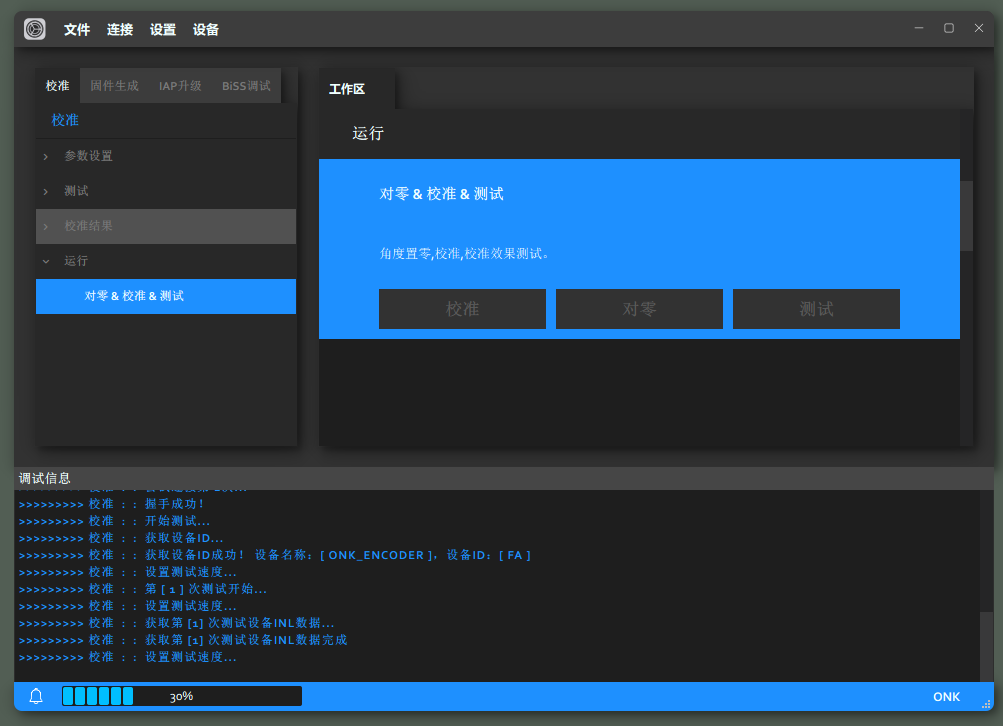 文件 连接 设置 设备
校准 固件生成 IAP升级 BiSS调试
校准
参数设置
测试
校准结果
运行
对零 & 校准 & 测试
工作区
运行
对零 & 校准 & 测试
角度置零,校准,校准效果测试。
校准 对零 测试
调试信息
>>>>>>>>> 校准 : : 握手成功!
>>>>>>>>> 校准 : : 开始测试...
>>>>>>>>> 校准 : : 获取设备ID...
>>>>>>>>> 校准 : : 获取设备ID成功! 设备名称: [ ONK_ENCODER ], 设备ID: [ FA ]
>>>>>>>>> 校准 : : 设置测试速度...
>>>>>>>>> 校准 : : 第 [ 1 ] 次测试开始...
>>>>>>>>> 校准 : : 设置测试速度...
>>>>>>>>> 校准 : : 获取第 [1] 次测试设备INL数据...
>>>>>>>>> 校准 : : 获取第 [1] 次测试设备INL数据完成
>>>>>>>>> 校准 : : 设置测试速度...
30%
ONK